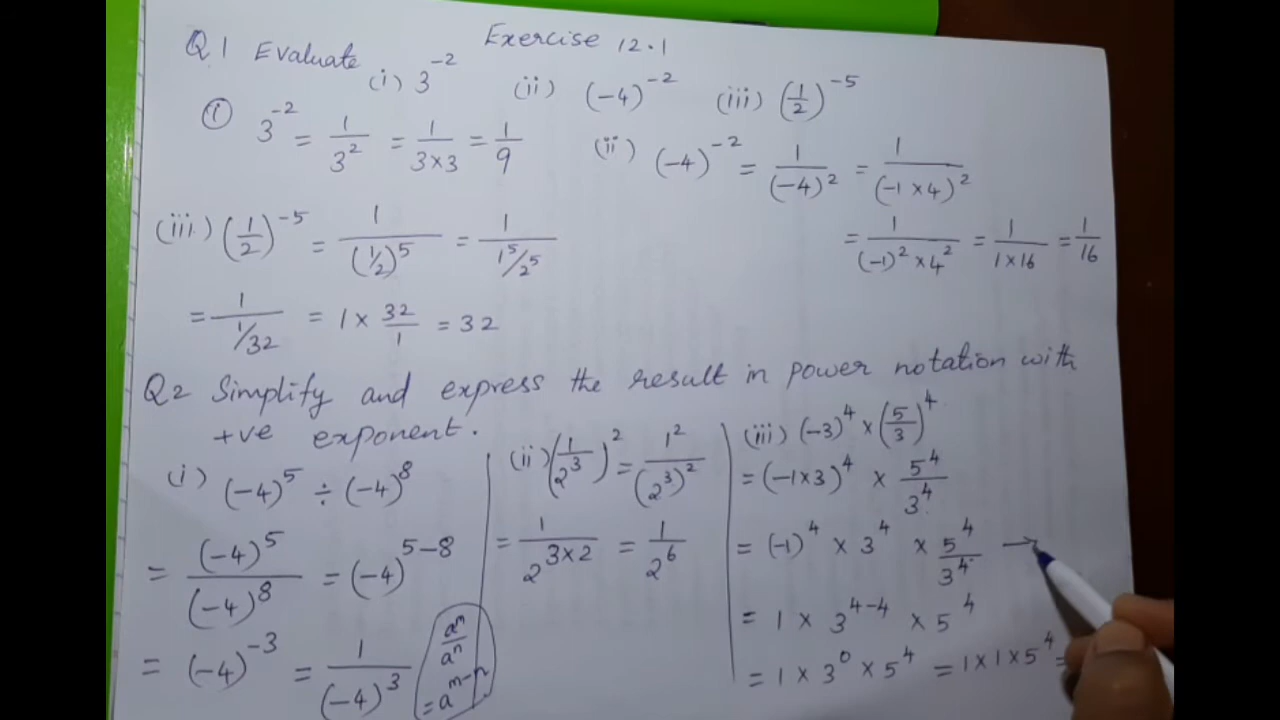 Exercise 12.1
Q1 Evaluate (i) 3^-2 (ii) (-4)^-2 (iii) (1/2)^-5
(i) 3^-2 = 1/3^2 = 1/(3×3) = 1/9
(ii) (-4)^-2 = 1/(-4)^2 = 1/(-1×4)^2
= 1/((-1)^2×4^2) = 1/(1×16) = 1/16
(iii) (1/2)^-5 = 1/(1/2)^5 = 1/(1^5/2^5)
= 1/(1/32) = 1×32/1 = 32
Q2 Simplify and express the result in power notation with
+ve exponent.
(i) (-4)^5 ÷ (-4)^8
= (-4)^5/(-4)^8 = (-4)^(5-8)
= (-4)^-3 = 1/(-4)^3
a^m/a^n
= a^(m-n)
(ii) (1/2^3)^2 = 1^2/(2^3)^2
= 1/2^(3×2) = 1/2^6
(iii) (-3)^4 × (5/3)^4
= (-1×3)^4 × 5^4/3^4
= (-1)^4 × 3^4 × 5^4/3^4 →
= 1 × 3^(4-4) × 5^4
= 1 × 3^0 × 5^4 = 1×1×5^4 =